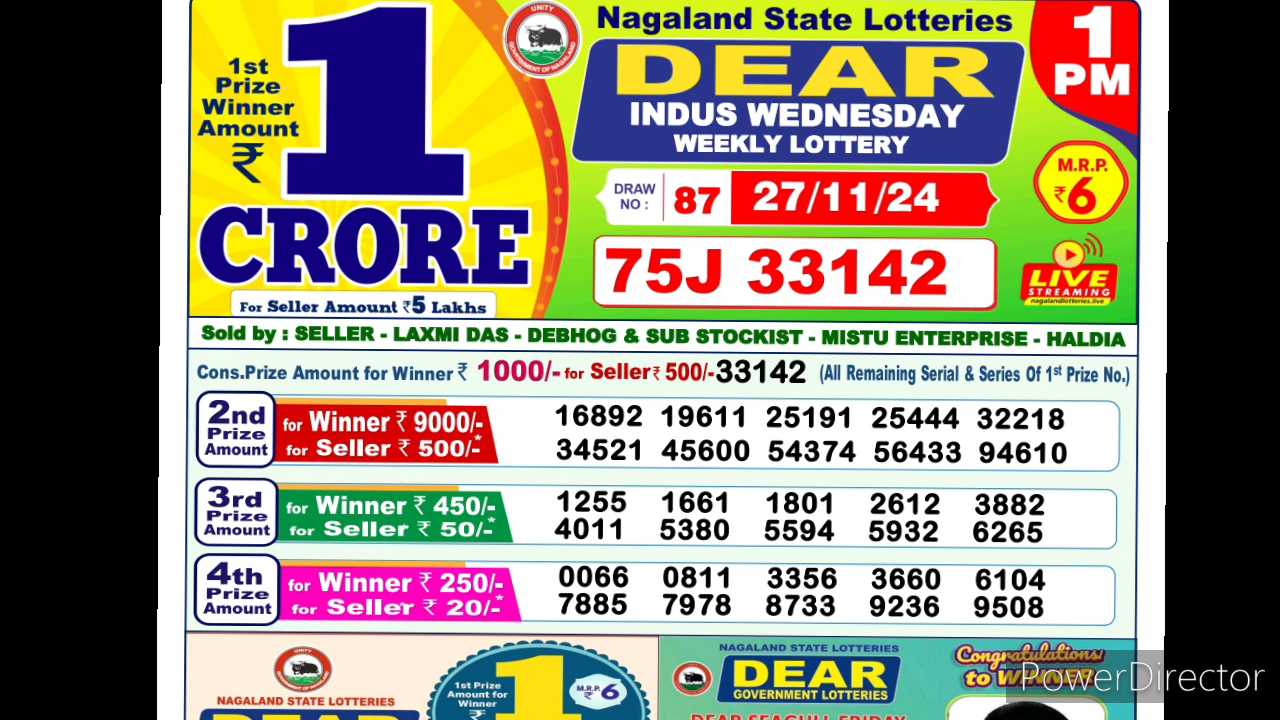 1st
Prize
Winner
Amount
₹
1
CRORE
For Seller Amount ₹5 Lakhs
UNITY
GOVERNMENT OF NAGALAND
Nagaland State Lotteries
DEAR
INDUS WEDNESDAY
WEEKLY LOTTERY
1
PM
DRAW
NO :
87
27/11/24
M.R.P.
₹6
75J 33142
LIVE
STREAMING
nagalandlotteries.live
Sold by : SELLER - LAXMI DAS - DEBHOG & SUB STOCKIST - MISTU ENTERPRISE - HALDIA
Cons.Prize Amount for Winner ₹ 1000/- for Seller ₹ 500/- 33142 (All Remaining Serial & Series Of 1st Prize No.)
2nd
Prize
Amount
for Winner ₹ 9000/-
for Seller ₹ 500/-*
16892 19611 25191 25444 32218
34521 45600 54374 56433 94610
3rd
Prize
Amount
for Winner ₹ 450/-
for Seller ₹ 50/-*
1255 1661 1801 2612 3882
4011 5380 5594 5932 6265
4th
Prize
Amount
for Winner ₹ 250/-
for Seller ₹ 20/-*
0066 0811 3356 3660 6104
7885 7978 8733 9236 9508
NAGALAND STATE LOTTERIES
1st Prize
Amount for
Winner
₹
1
M.R.P.
₹6
NAGALAND STATE LOTTERIES
DEAR
GOVERNMENT LOTTERIES
DEAR SEAGULL FRIDAY
Congratulations!
to WINNER
PowerDirector